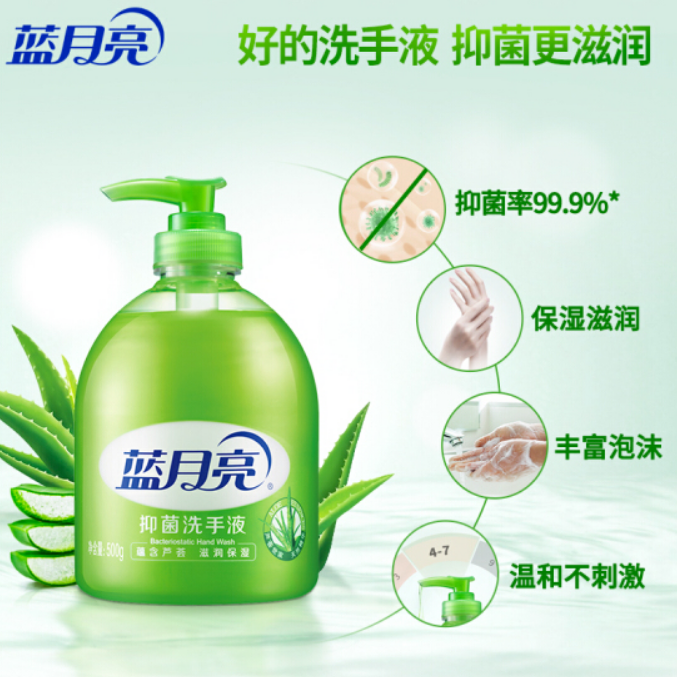 蓝月亮
好的洗手液 抑菌更滋润
抑菌率99.9%*
保湿滋润
丰富泡沫
4-7
温和不刺激
蓝月亮®
抑菌洗手液
Bacteriostatic Hand Wash
蕴含芦荟 滋润保湿
净含量:500g